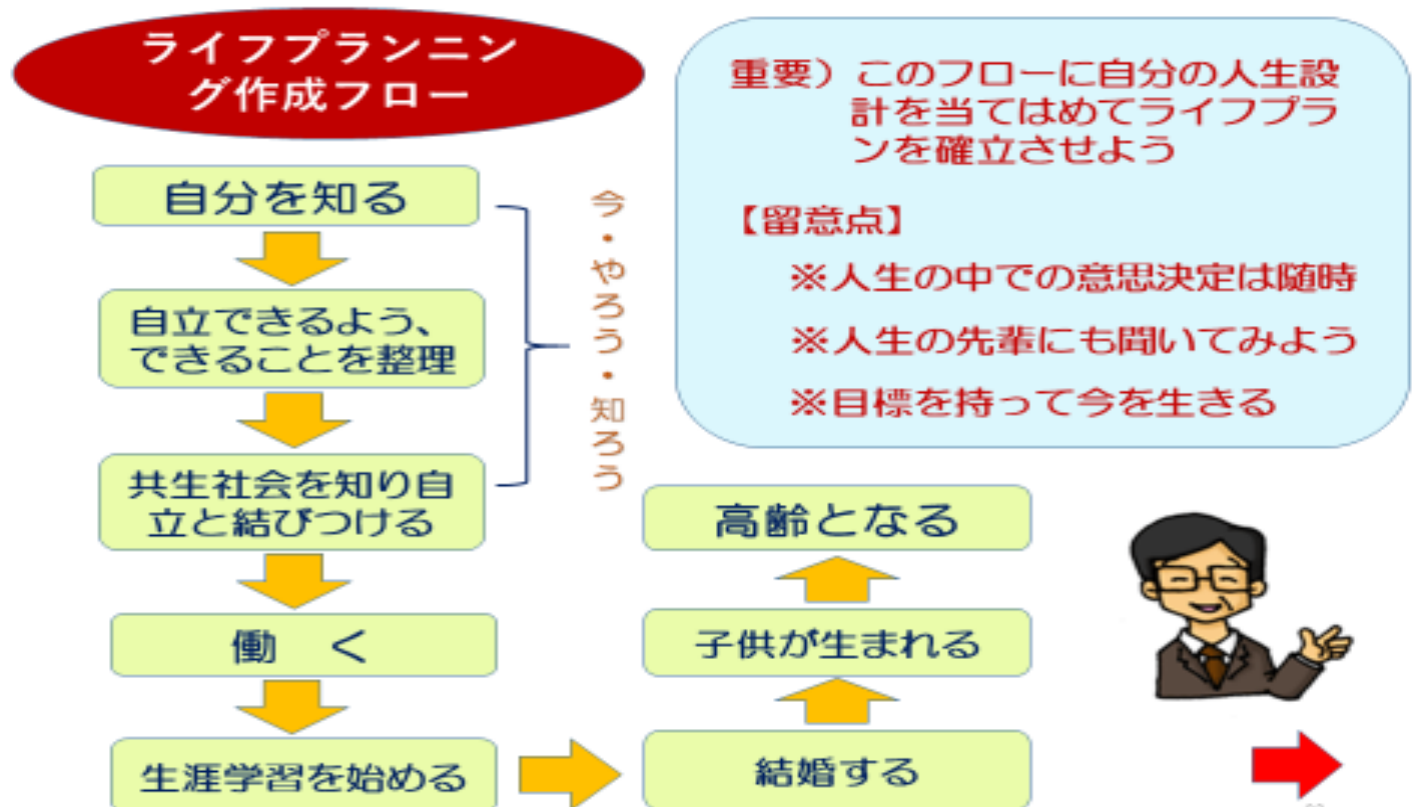 ライフプランニン
グ作成フロー
重要）このフローに自分の人生設
計を当てはめてライフプラ
ンを確立させよう
【留意点】
※人生の中での意思決定は随時
※人生の先輩にも聞いてみよう
※目標を持って今を生きる
自分を知る
自立できるよう、
できることを整理
共生社会を知り自
立と結びつける
今・やろう・知ろう
働　く
生涯学習を始める
結婚する
子供が生まれる
高齢となる